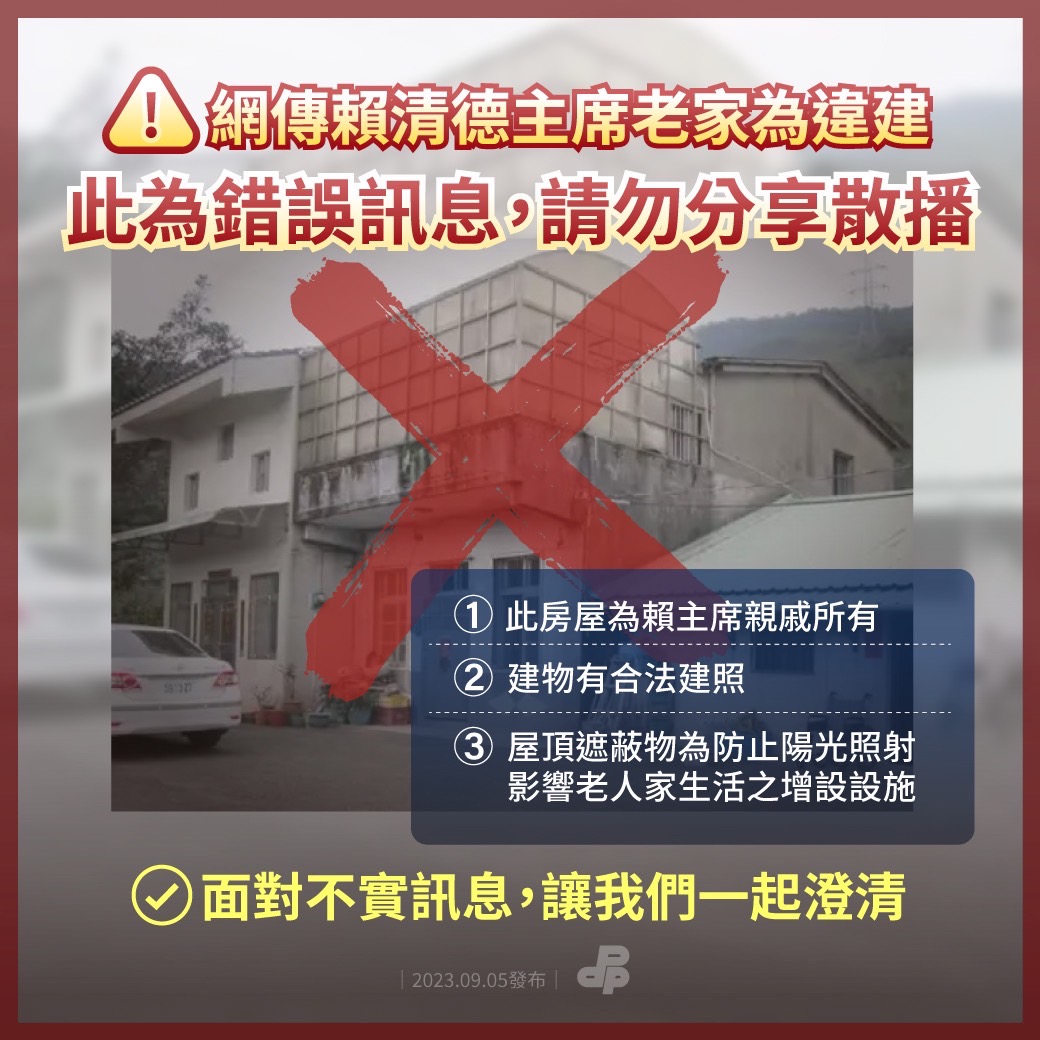 網傳賴清德主席老家為違建
此為錯誤訊息，請勿分享散播
① 此房屋為賴主席親戚所有
② 建物有合法建照
③ 屋頂遮蔽物為防止陽光照射
影響老人家生活之增設設施
面對不實訊息，讓我們一起澄清
｜2023.09.05發布｜